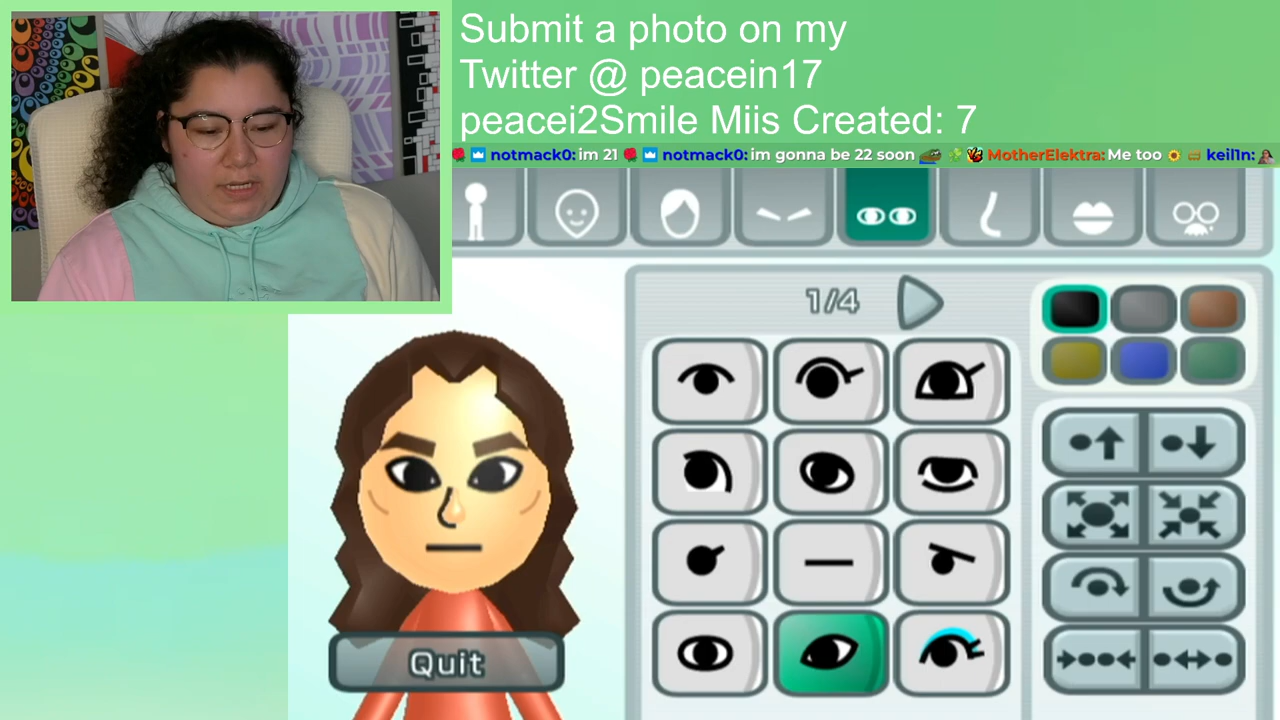 Submit a photo on my
Twitter @ peacein17
peacei2Smile Miis Created: 7
notmack0: im 21 notmack0: im gonna be 22 soon MotherElektra: Me too keil1n:
1/4
Quit